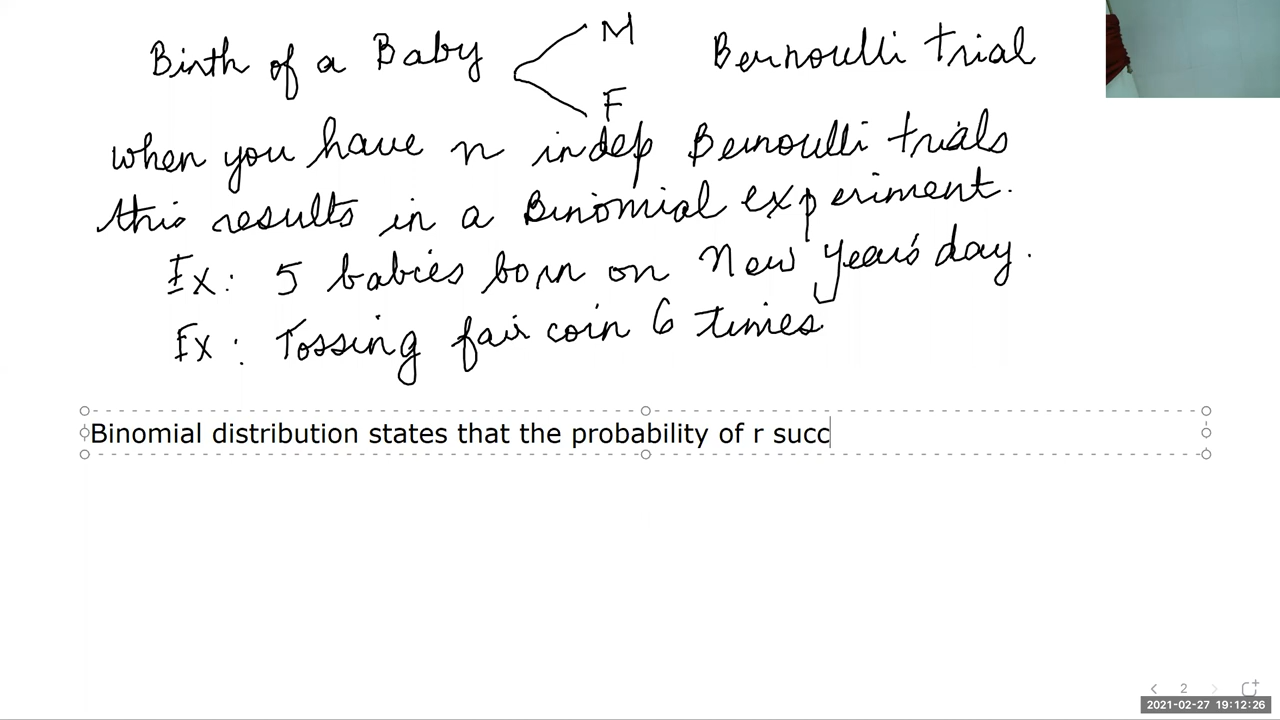 Birth of a Baby M Bernoulli trial
F
when you have n indep Bernoulli trials
this results in a Binomial experiment.
Ex: 5 babies born on New Year's day.
Ex: Tossing fair coin 6 times
Binomial distribution states that the probability of r succ
2
2021-02-27 19:12:26